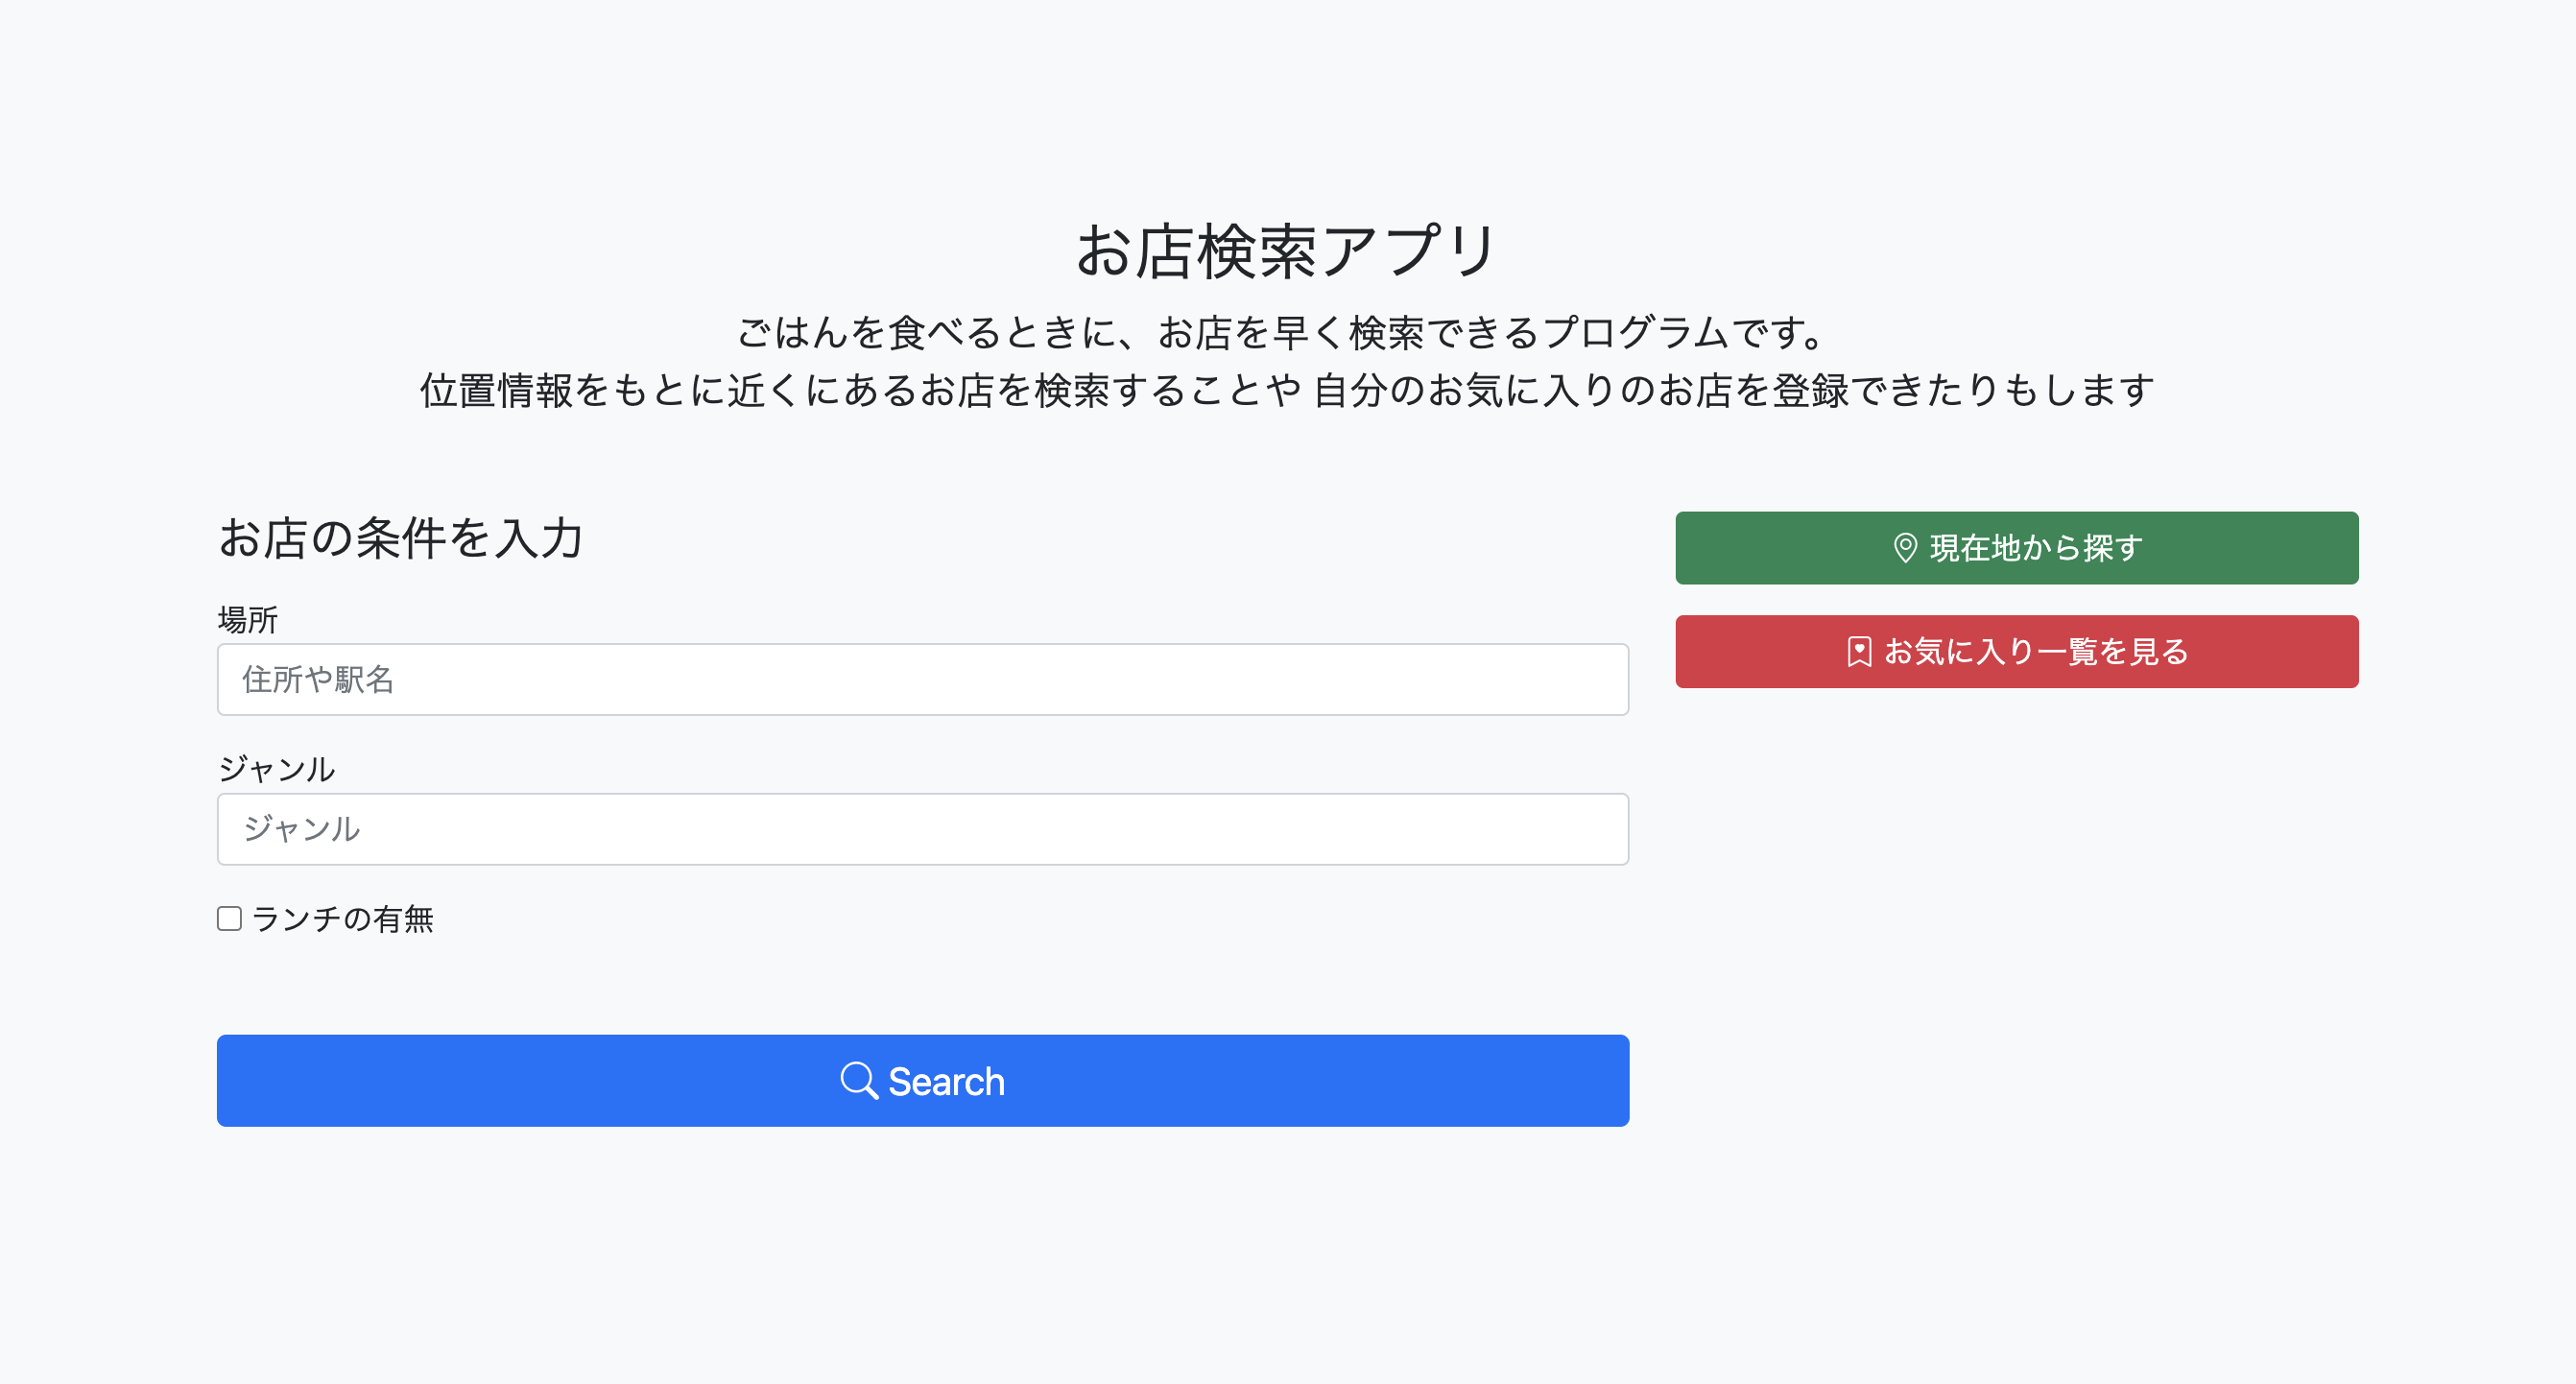 お店検索アプリ
ごはんを食べるときに、お店を早く検索できるプログラムです。
位置情報をもとに近くにあるお店を検索することや 自分のお気に入りのお店を登録できたりもします
お店の条件を入力
場所
住所や駅名
ジャンル
ジャンル
ランチの有無
Search
現在地から探す
お気に入り一覧を見る